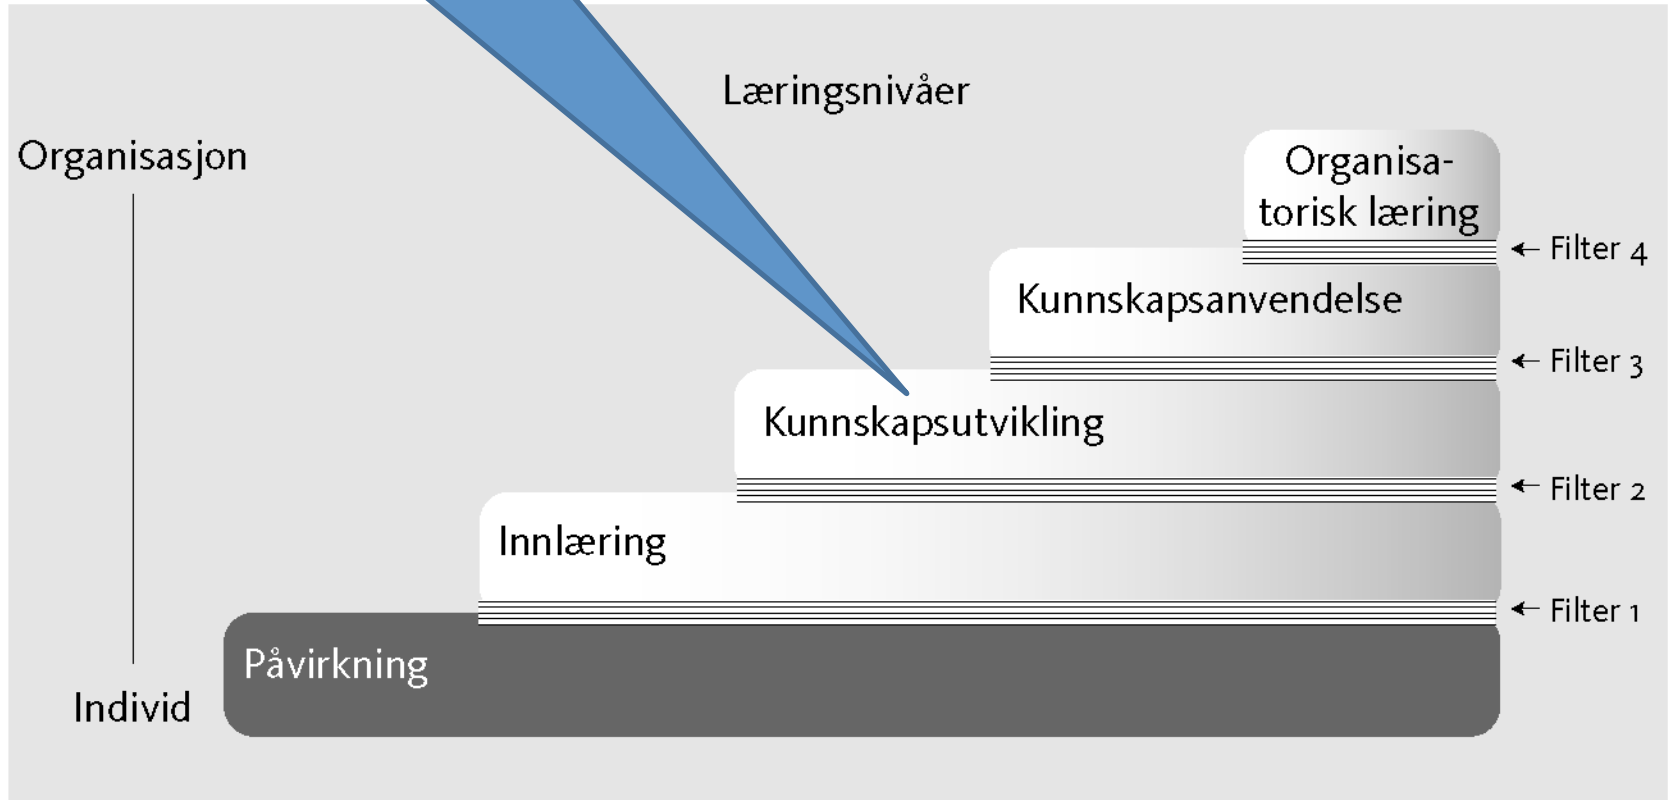 Læringsnivåer
Organisasjon
Organisa-
torisk læring
Filter 4
Kunnskapsanvendelse
Filter 3
Kunnskapsutvikling
Filter 2
Innlæring
Filter 1
Påvirkning
Individ